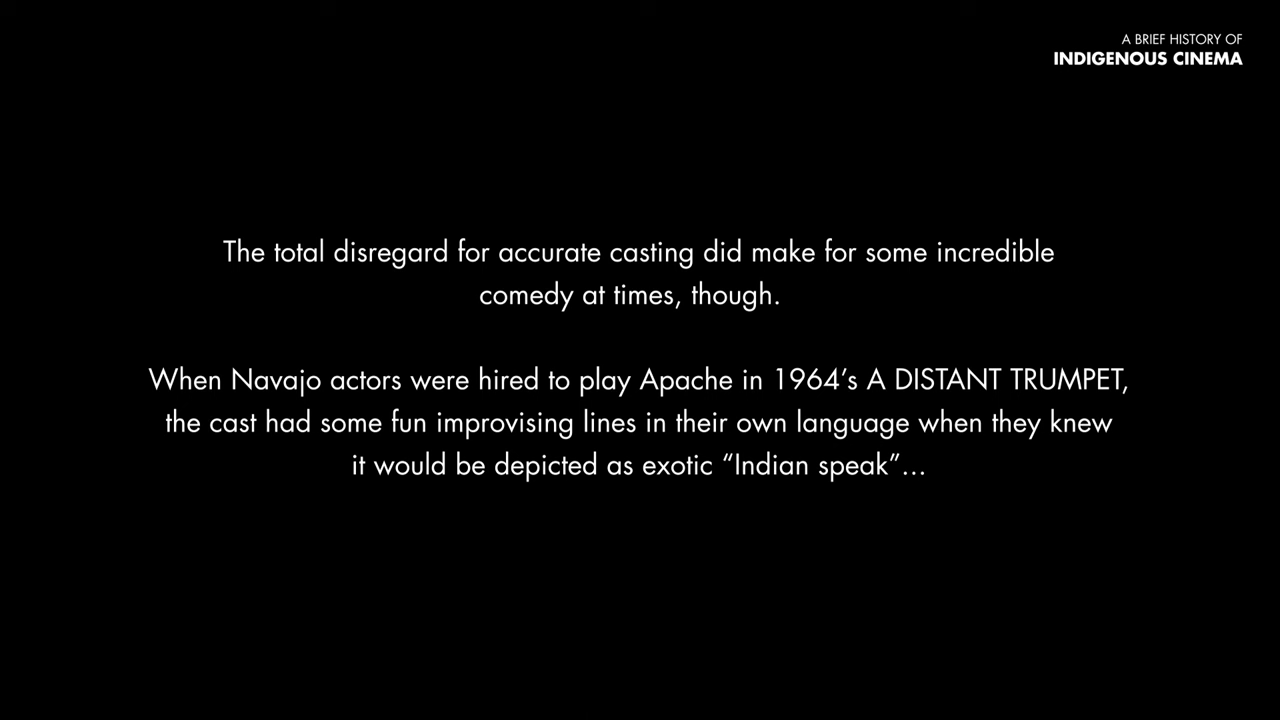 A BRIEF HISTORY OF
INDIGENOUS CINEMA
The total disregard for accurate casting did make for some incredible
comedy at times, though.
When Navajo actors were hired to play Apache in 1964’s A DISTANT TRUMPET,
the cast had some fun improvising lines in their own language when they knew
it would be depicted as exotic “Indian speak”...